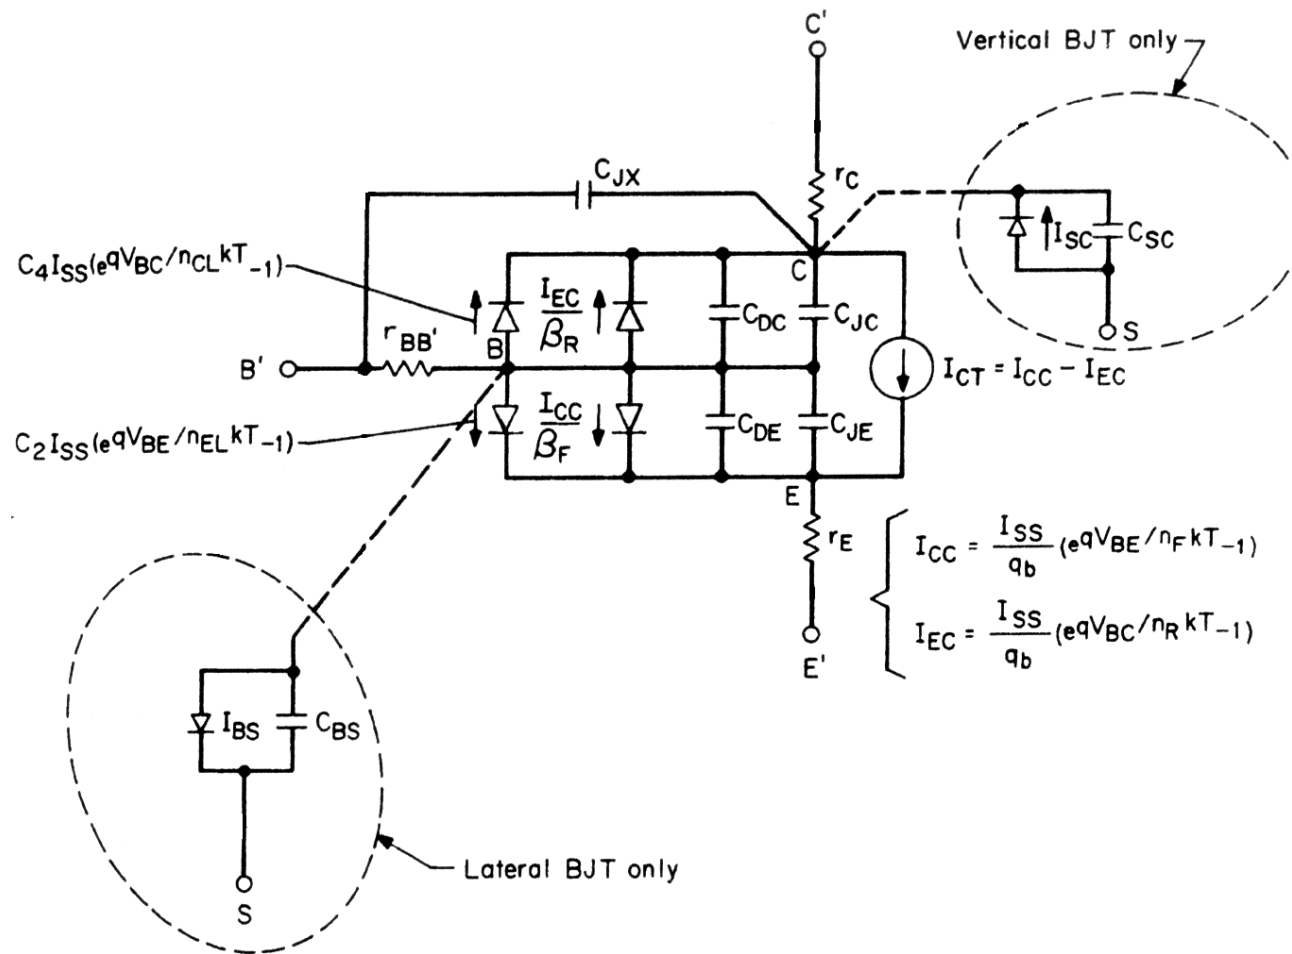 C'
Vertical BJT only
C_JX
r_C
I_SC
C_SC
C_4 I_SS (e^qV_BC/n_CL kT -1)
C
I_EC/β_R
C_DC
C_JC
S
r_BB'
B
B'
I_CT = I_CC - I_EC
C_2 I_SS (e^qV_BE/n_EL kT -1)
I_CC/β_F
C_DE
C_JE
E
r_E
I_CC = I_SS/q_b (e^qV_BE/n_F kT -1)
I_EC = I_SS/q_b (e^qV_BC/n_R kT -1)
E'
I_BS
C_BS
Lateral BJT only
S